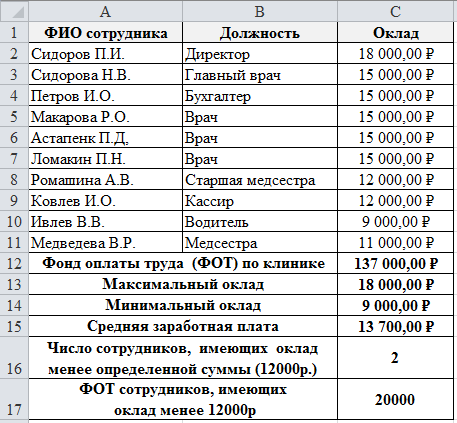 A B C
1 ФИО сотрудника Должность Оклад
2 Сидоров П.И. Директор 18 000,00 ₽
3 Сидорова Н.В. Главный врач 15 000,00 ₽
4 Петров И.О. Бухгалтер 15 000,00 ₽
5 Макарова Р.О. Врач 15 000,00 ₽
6 Астапенк П.Д, Врач 15 000,00 ₽
7 Ломакин П.Н. Врач 15 000,00 ₽
8 Ромашина А.В. Старшая медсестра 12 000,00 ₽
9 Ковлев И.О. Кассир 12 000,00 ₽
10 Ивлев В.В. Водитель 9 000,00 ₽
11 Медведева В.Р. Медсестра 11 000,00 ₽
12 Фонд оплаты труда (ФОТ) по клинике 137 000,00 ₽
13 Максимальный оклад 18 000,00 ₽
14 Минимальный оклад 9 000,00 ₽
15 Средняя заработная плата 13 700,00 ₽
Число сотрудников, имеющих оклад
16 менее определенной суммы (12000р.) 2
ФОТ сотрудников, имеющих
17 оклад менее 12000р 20000